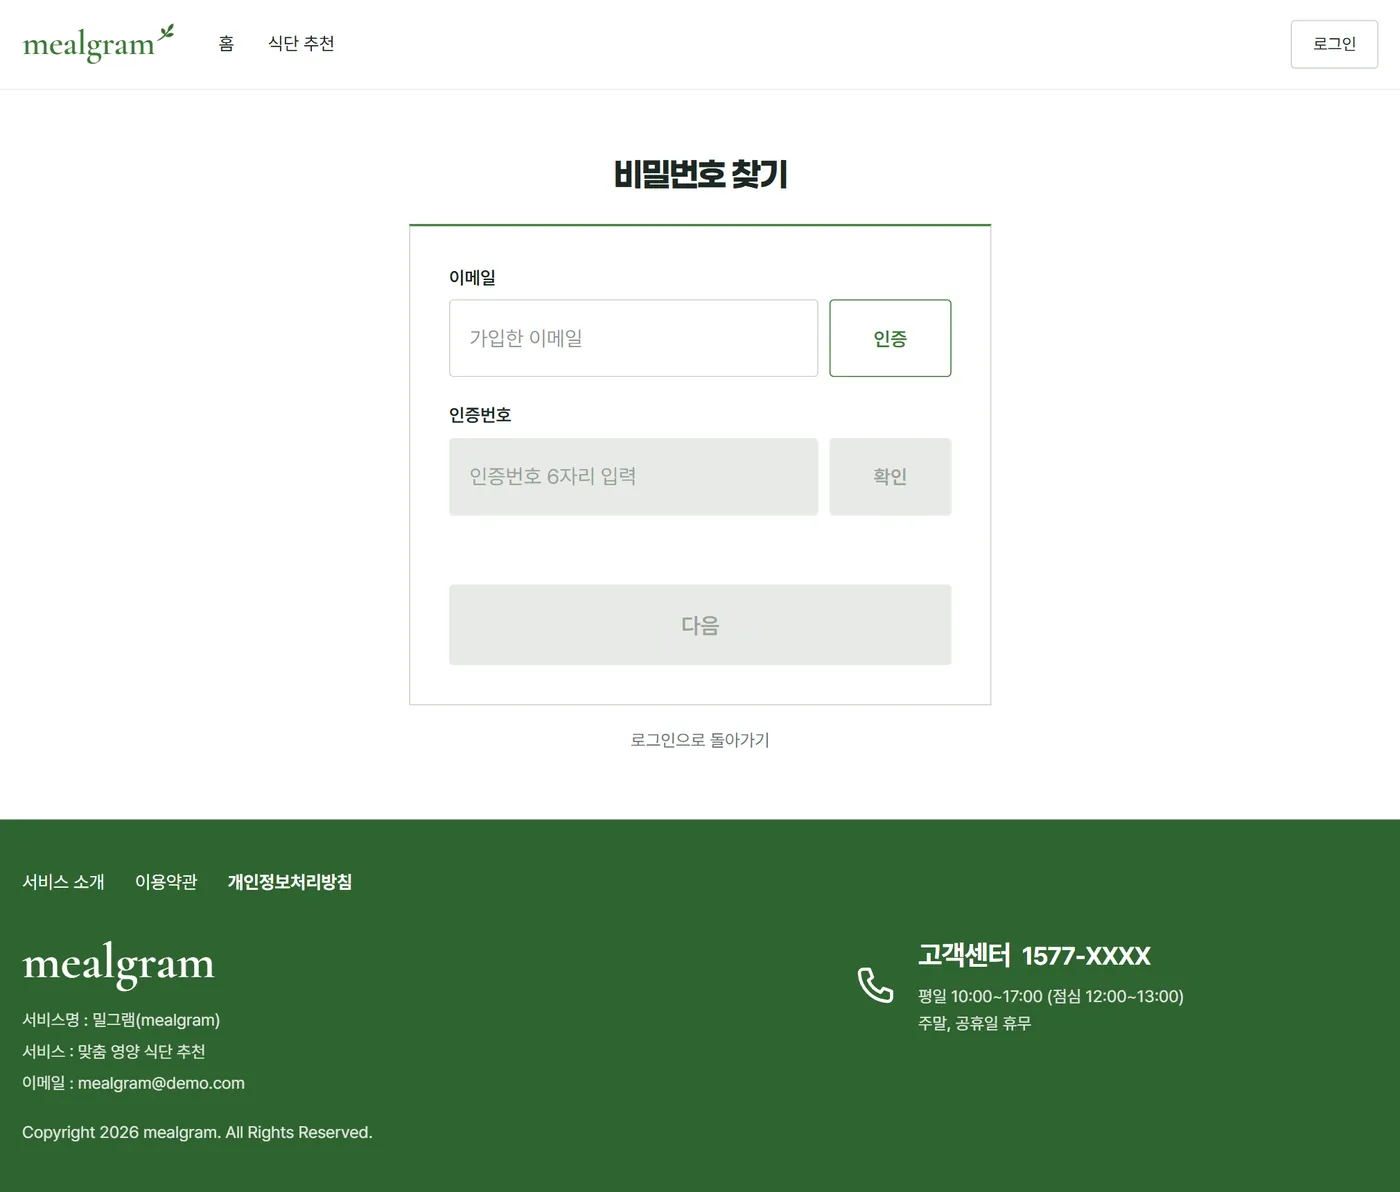 mealgram
홈 식단 추천
로그인
비밀번호 찾기
이메일
가입한 이메일
인증
인증번호
인증번호 6자리 입력
확인
다음
로그인으로 돌아가기
서비스 소개 이용약관 개인정보처리방침
mealgram
서비스명 : 밀그램(mealgram)
서비스 : 맞춤 영양 식단 추천
이메일 : mealgram@demo.com
Copyright 2026 mealgram. All Rights Reserved.
고객센터 1577-XXXX
평일 10:00~17:00 (점심 12:00~13:00)
주말, 공휴일 휴무